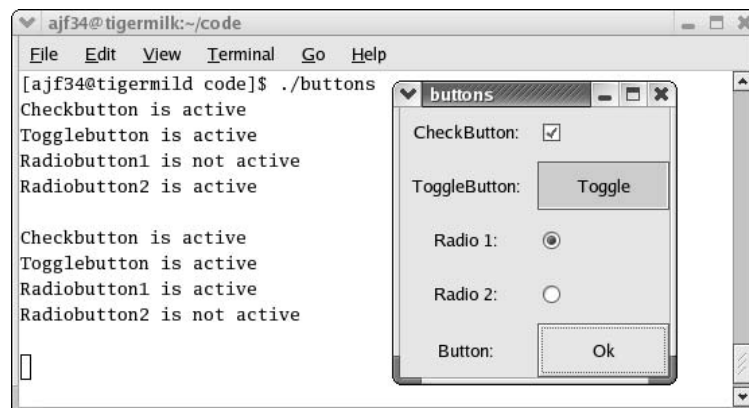 ajf34@tigermilk:~/code
File Edit View Terminal Go Help
[ajf34@tigermild code]$ ./buttons
Checkbutton is active
Togglebutton is active
Radiobutton1 is not active
Radiobutton2 is active
Checkbutton is active
Togglebutton is active
Radiobutton1 is active
Radiobutton2 is not active
buttons
CheckButton:
ToggleButton: Toggle
Radio 1:
Radio 2:
Button: Ok